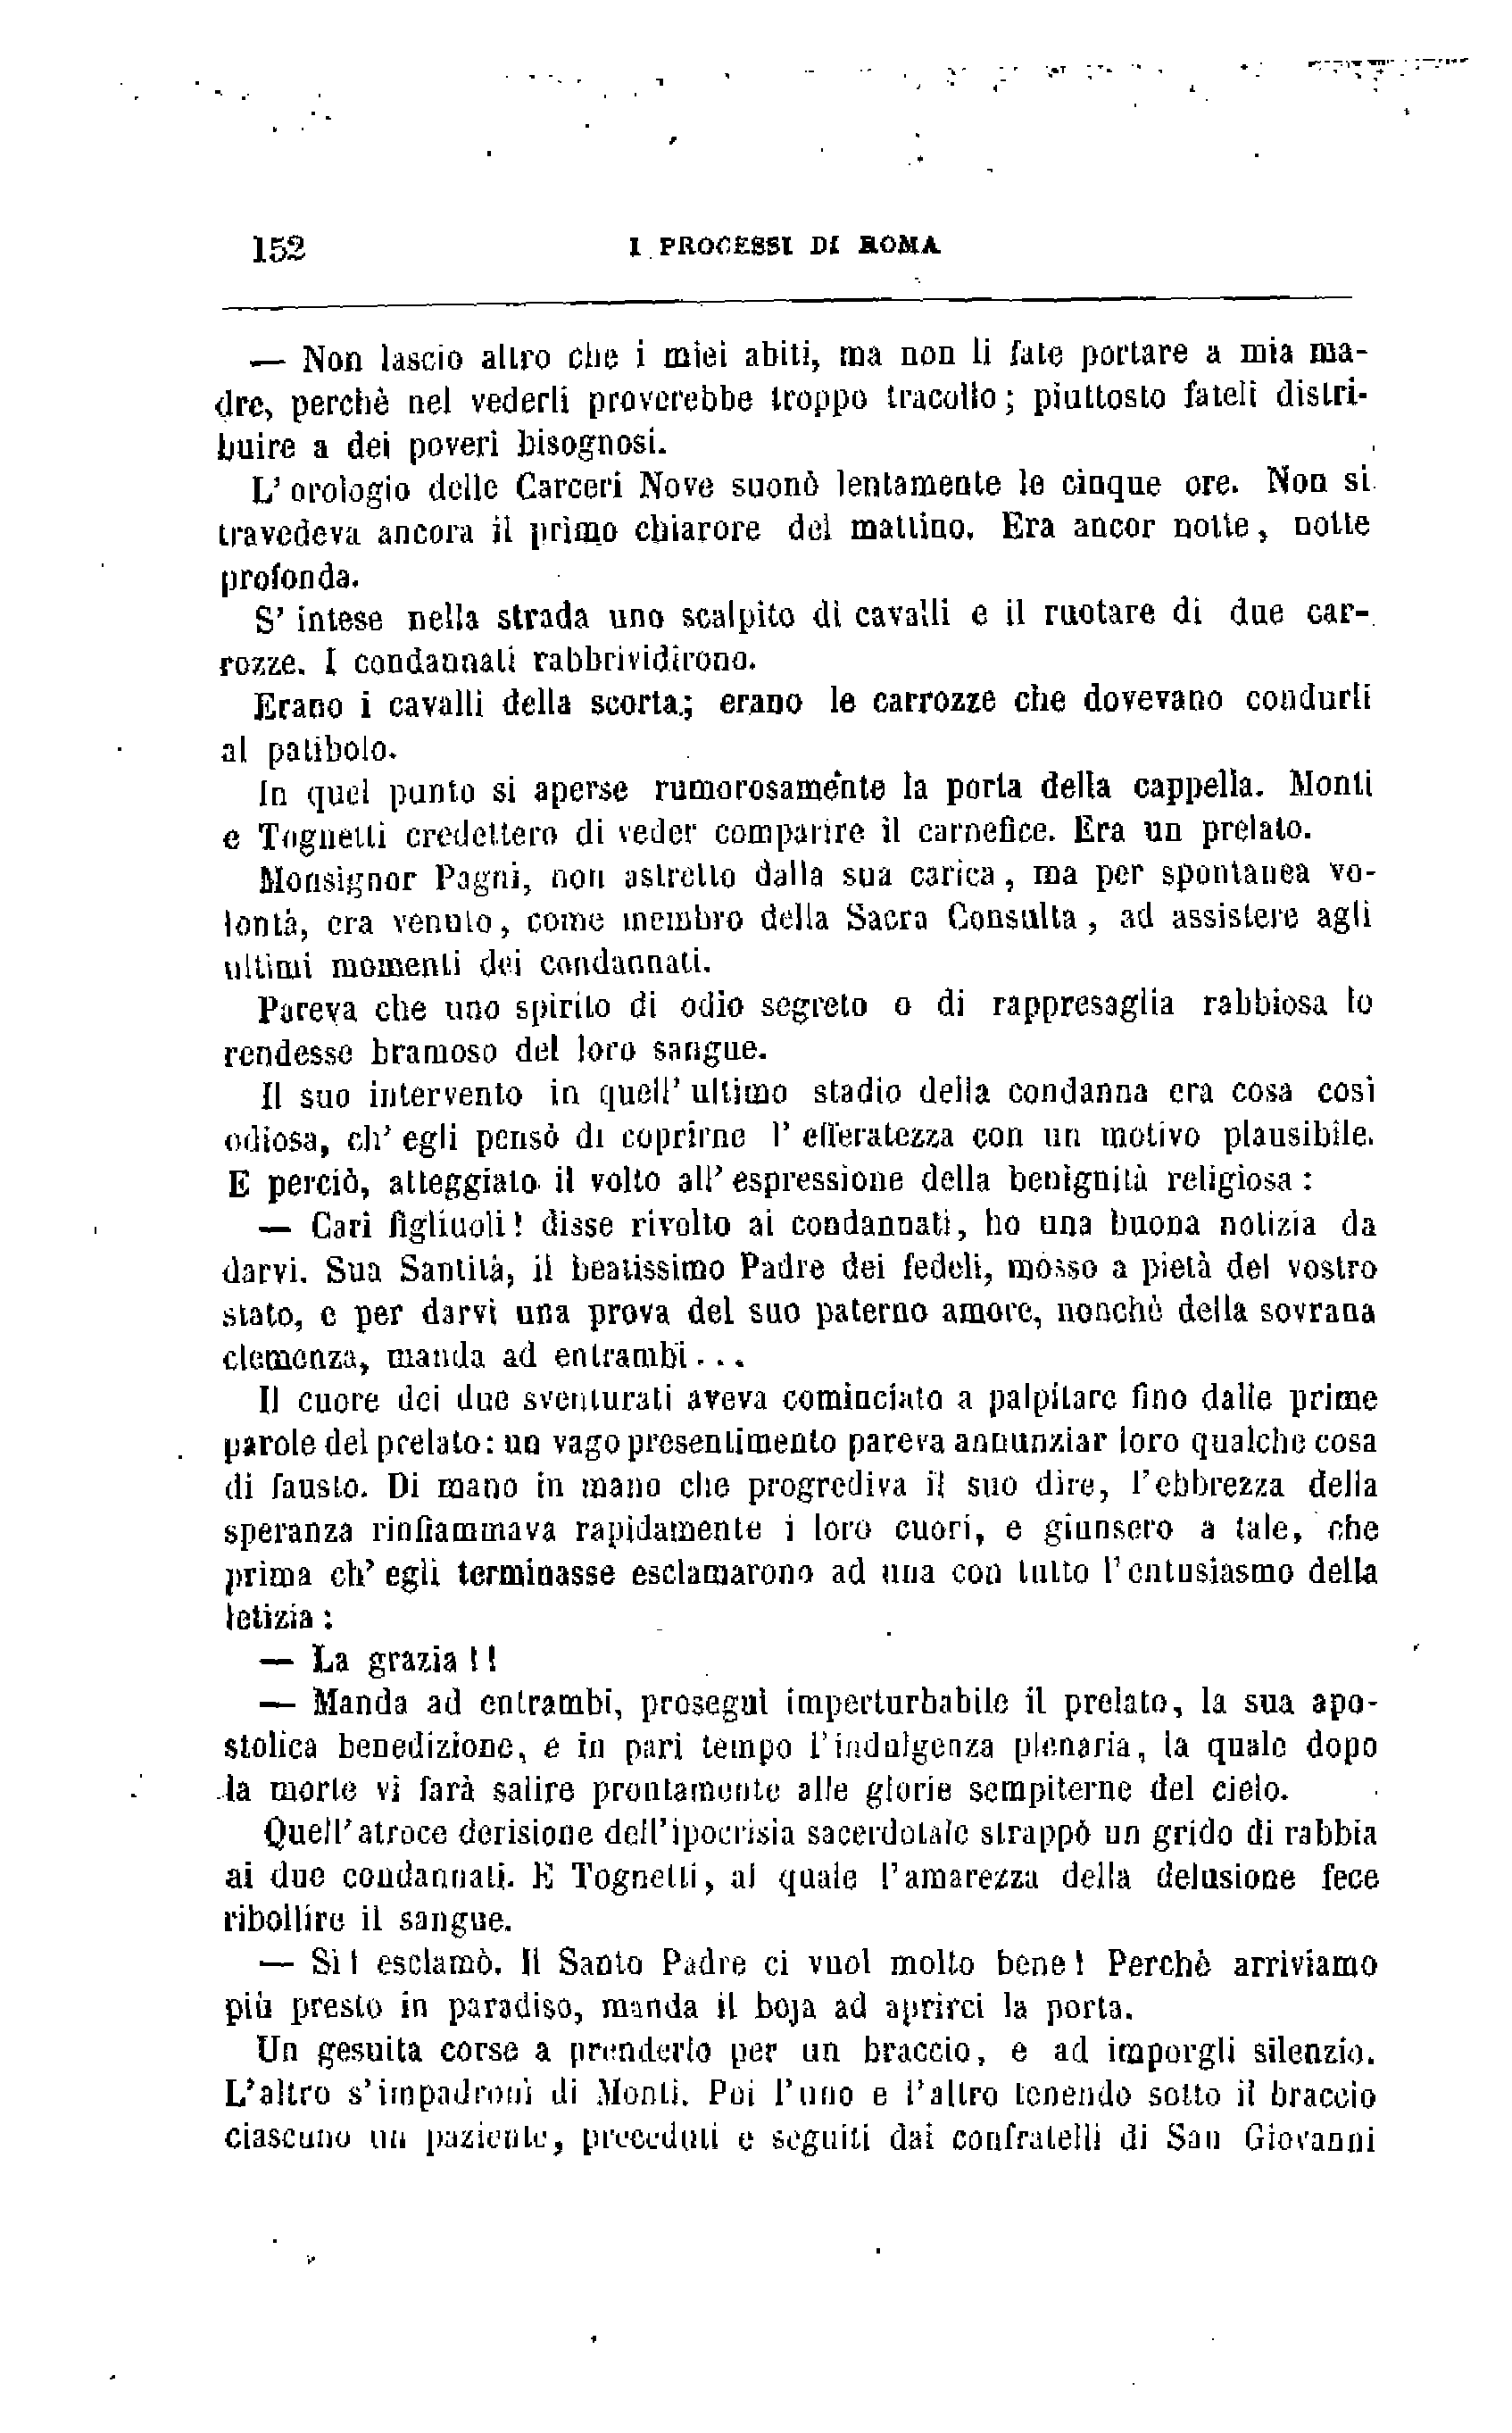 152
I PROCESSI DI ROMA
— Non lascio altro che i miei abiti, ma non li fate portare a mia ma-
dre, perchè nel vederli proverebbe troppo tracollo; piuttosto fateli distri-
buire a dei poveri bisognosi.
L' orologio delle Carceri Nove suonò lentamente le cinque ore. Non si
travedeva ancora il primo chiarore del mattino. Era ancor notte, notte
profonda.
S' intese nella strada uno scalpito di cavalli e il ruotare di due car-
rozze. I condannati rabbrividirono.
Erano i cavalli della scorta; erano le carrozze che dovevano condurli
al patibolo.
In quel punto si aperse rumorosamente la porta della cappella. Monti
e Tognetti credettero di veder comparire il carnefice. Era un prelato.
Monsignor Pagni, non astretto dalla sua carica, ma per spontanea vo-
lontà, era venuto, come membro della Sacra Consulta, ad assistere agli
ultimi momenti dei condannati.
Pareva che uno spirito di odio segreto o di rappresaglia rabbiosa lo
rendesse bramoso del loro sangue.
Il suo intervento in quell' ultimo stadio della condanna era cosa così
odiosa, ch' egli pensò di coprirne l' efferatezza con un motivo plausibile.
E perciò, atteggiato il volto all' espressione della benignità religiosa:
— Cari figliuoli! disse rivolto ai condannati, ho una buona notizia da
darvi. Sua Santità, il beatissimo Padre dei fedeli, mosso a pietà del vostro
stato, e per darvi una prova del suo paterno amore, nonchè della sovrana
clemenza, manda ad entrambi...
Il cuore dei due sventurati aveva cominciato a palpitare fino dalle prime
parole del prelato: un vago presentimento pareva annunziar loro qualche cosa
di fausto. Di mano in mano che progrediva il suo dire, l'ebbrezza della
speranza rinfiammava rapidamente i loro cuori, e giunsero a tale, che
prima ch' egli terminasse esclamarono ad una con tutto l'entusiasmo della
letizia:
— La grazia!!
— Manda ad entrambi, proseguì imperturbabile il prelato, la sua apo-
stolica benedizione, e in pari tempo l'indulgenza plenaria, la quale dopo
la morte vi farà salire prontamente alle glorie sempiterne del cielo.
Quell'atroce derisione dell'ipocrisia sacerdotale strappò un grido di rabbia
ai due condannati. E Tognetti, al quale l'amarezza della delusione fece
ribollire il sangue.
— Sì! esclamò. Il Santo Padre ci vuol molto bene! Perchè arriviamo
più presto in paradiso, manda il boja ad aprirci la porta.
Un gesuita corse a prenderlo per un braccio, e ad imporgli silenzio.
L'altro s'impadronì di Monti. Poi l'uno e l'altro tenendo sotto il braccio
ciascuno un paziente, preceduti e seguiti dai confratelli di San Giovanni